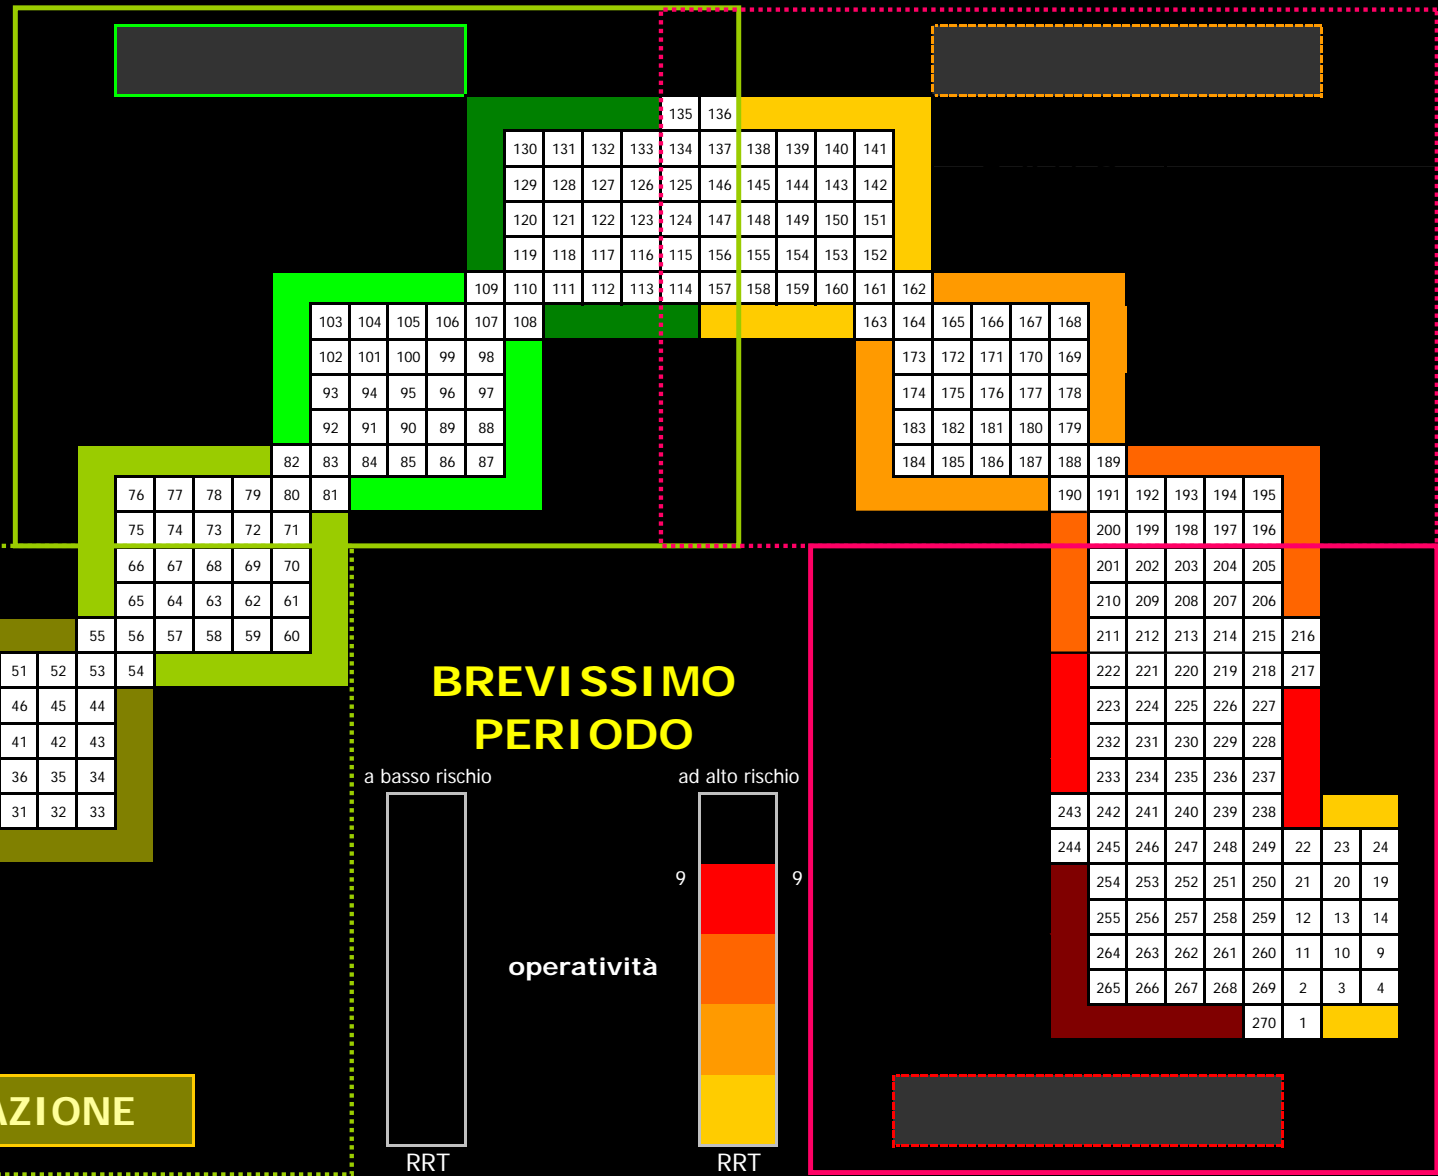 135 136
130 131 132 133 134 137 138 139 140 141
129 128 127 126 125 146 145 144 143 142
120 121 122 123 124 147 148 149 150 151
119 118 117 116 115 156 155 154 153 152
109 110 111 112 113 114 157 158 159 160 161 162
103 104 105 106 107 108 163 164 165 166 167 168
102 101 100 99 98 173 172 171 170 169
93 94 95 96 97 174 175 176 177 178
92 91 90 89 88 183 182 181 180 179
82 83 84 85 86 87 184 185 186 187 188 189
76 77 78 79 80 81 190 191 192 193 194 195
75 74 73 72 71 200 199 198 197 196
66 67 68 69 70 201 202 203 204 205
65 64 63 62 61 210 209 208 207 206
55 56 57 58 59 60 211 212 213 214 215 216
51 52 53 54 222 221 220 219 218 217
46 45 44 223 224 225 226 227
41 42 43 232 231 230 229 228
36 35 34 233 234 235 236 237
31 32 33 243 242 241 240 239 238
244 245 246 247 248 249 22 23 24
254 253 252 251 250 21 20 19
255 256 257 258 259 12 13 14
264 263 262 261 260 11 10 9
265 266 267 268 269 2 3 4
270 1
BREVISSIMO
PERIODO
a basso rischio ad alto rischio
9 9
operatività
RRT RRT
AZIONE